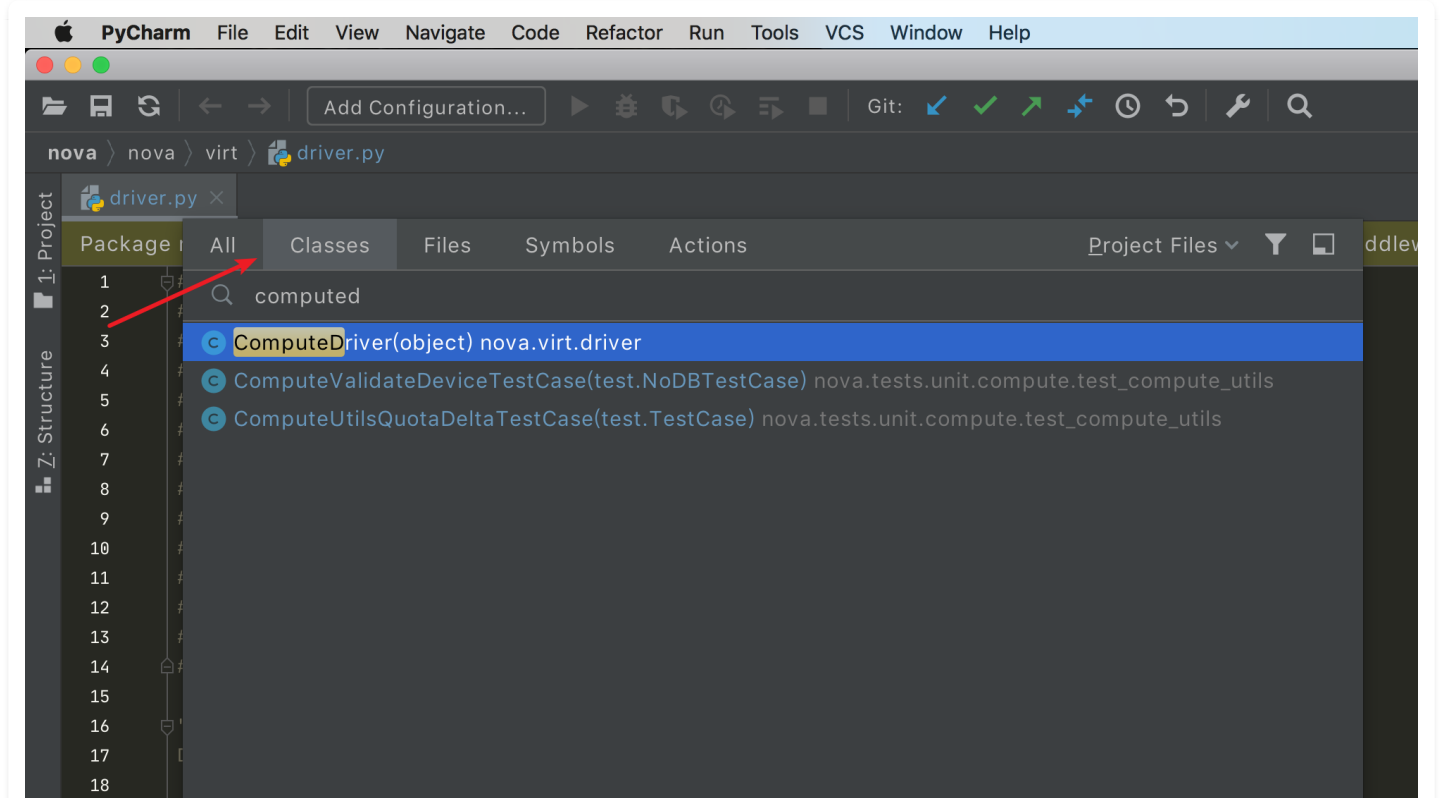 PyCharm File Edit View Navigate Code Refactor Run Tools VCS Window Help
Add Configuration... Git:
nova nova virt driver.py
driver.py
1: Project
Package
All Classes Files Symbols Actions Project Files
computed
ComputeDriver(object) nova.virt.driver
ComputeValidateDeviceTestCase(test.NoDBTestCase) nova.tests.unit.compute.test_compute_utils
ComputeUtilsQuotaDeltaTestCase(test.TestCase) nova.tests.unit.compute.test_compute_utils
Z: Structure
1 #
2 #
3 #
4 #
5 #
6 #
7 #
8 #
9 #
10 #
11 #
12 #
13 #
14 #
15
16
17
18